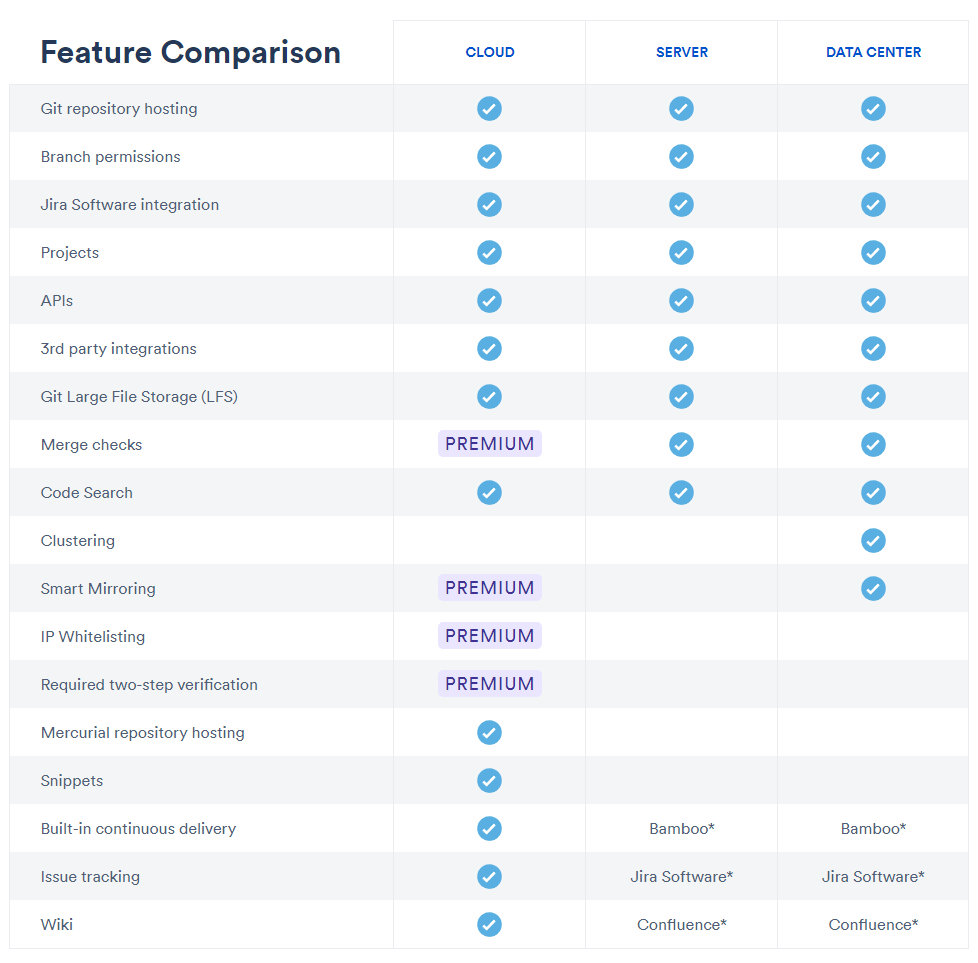 Feature Comparison CLOUD SERVER DATA CENTER
Git repository hosting
Branch permissions
Jira Software integration
Projects
APIs
3rd party integrations
Git Large File Storage (LFS)
Merge checks PREMIUM
Code Search
Clustering
Smart Mirroring PREMIUM
IP Whitelisting PREMIUM
Required two-step verification PREMIUM
Mercurial repository hosting
Snippets
Built-in continuous delivery Bamboo* Bamboo*
Issue tracking Jira Software* Jira Software*
Wiki Confluence* Confluence*